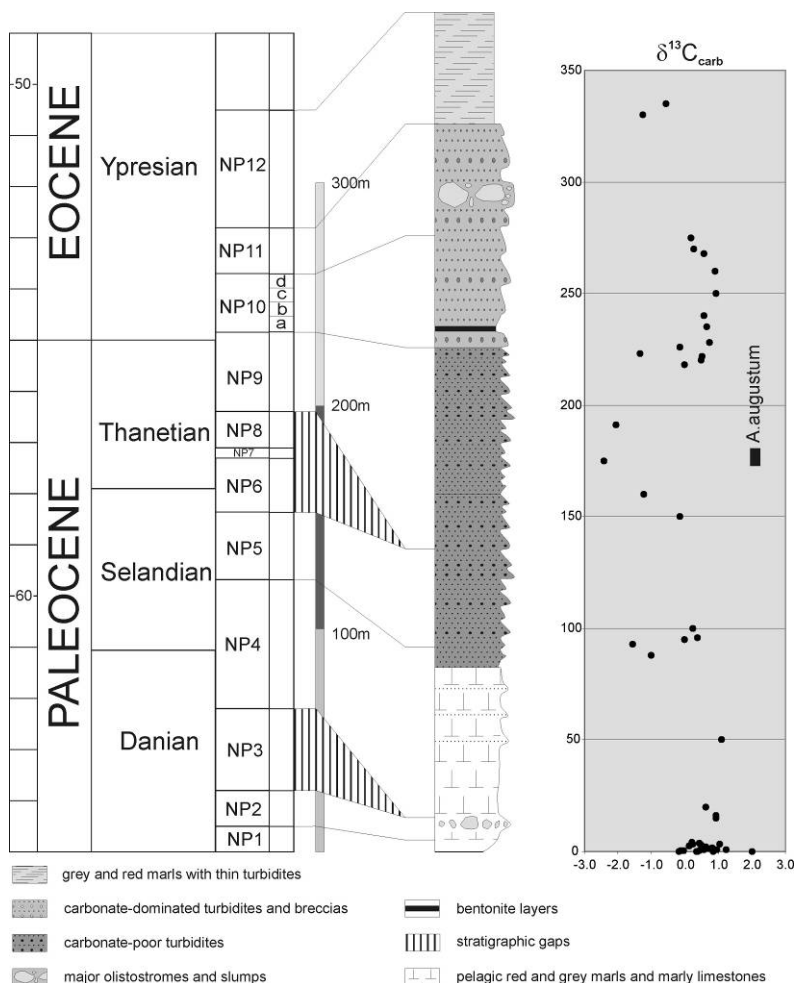 -50
-60
EOCENE
PALEOCENE
Ypresian
Thanetian
Selandian
Danian
NP12
NP11
NP10
d
c
b
a
NP9
NP8
NP7
NP6
NP5
NP4
NP3
NP2
NP1
300m
200m
100m
δ¹³Ccarb
350
300
250
200
150
100
50
0
A.augustum
-3.0 -2.0 -1.0 0.0 1.0 2.0 3.0
grey and red marls with thin turbidites
carbonate-dominated turbidites and breccias
carbonate-poor turbidites
major olistostromes and slumps
bentonite layers
stratigraphic gaps
pelagic red and grey marls and marly limestones